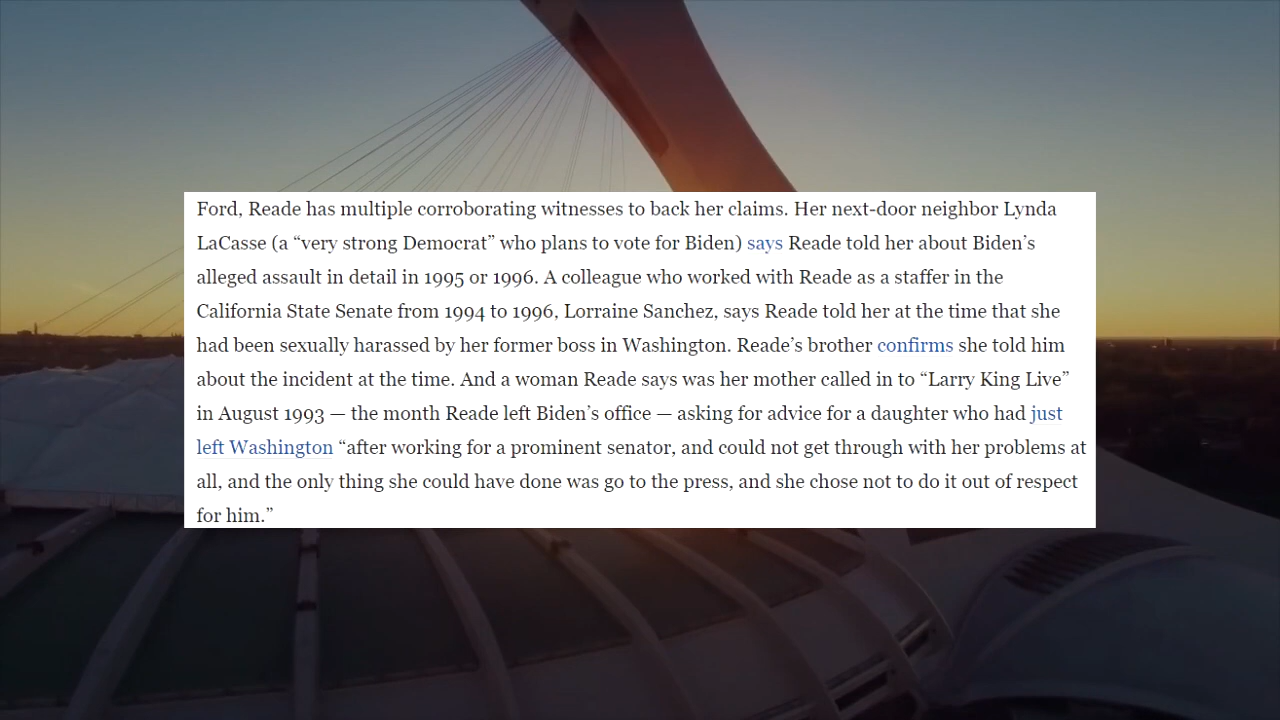 Ford, Reade has multiple corroborating witnesses to back her claims. Her next-door neighbor Lynda
LaCasse (a “very strong Democrat” who plans to vote for Biden) says Reade told her about Biden’s
alleged assault in detail in 1995 or 1996. A colleague who worked with Reade as a staffer in the
California State Senate from 1994 to 1996, Lorraine Sanchez, says Reade told her at the time that she
had been sexually harassed by her former boss in Washington. Reade’s brother confirms she told him
about the incident at the time. And a woman Reade says was her mother called in to “Larry King Live”
in August 1993 — the month Reade left Biden’s office — asking for advice for a daughter who had just
left Washington “after working for a prominent senator, and could not get through with her problems at
all, and the only thing she could have done was go to the press, and she chose not to do it out of respect
for him.”